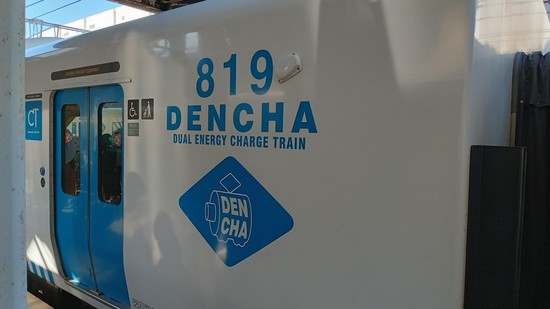 819
DENCHA
DUAL ENERGY CHARGE TRAIN
CT
DEN
CHA